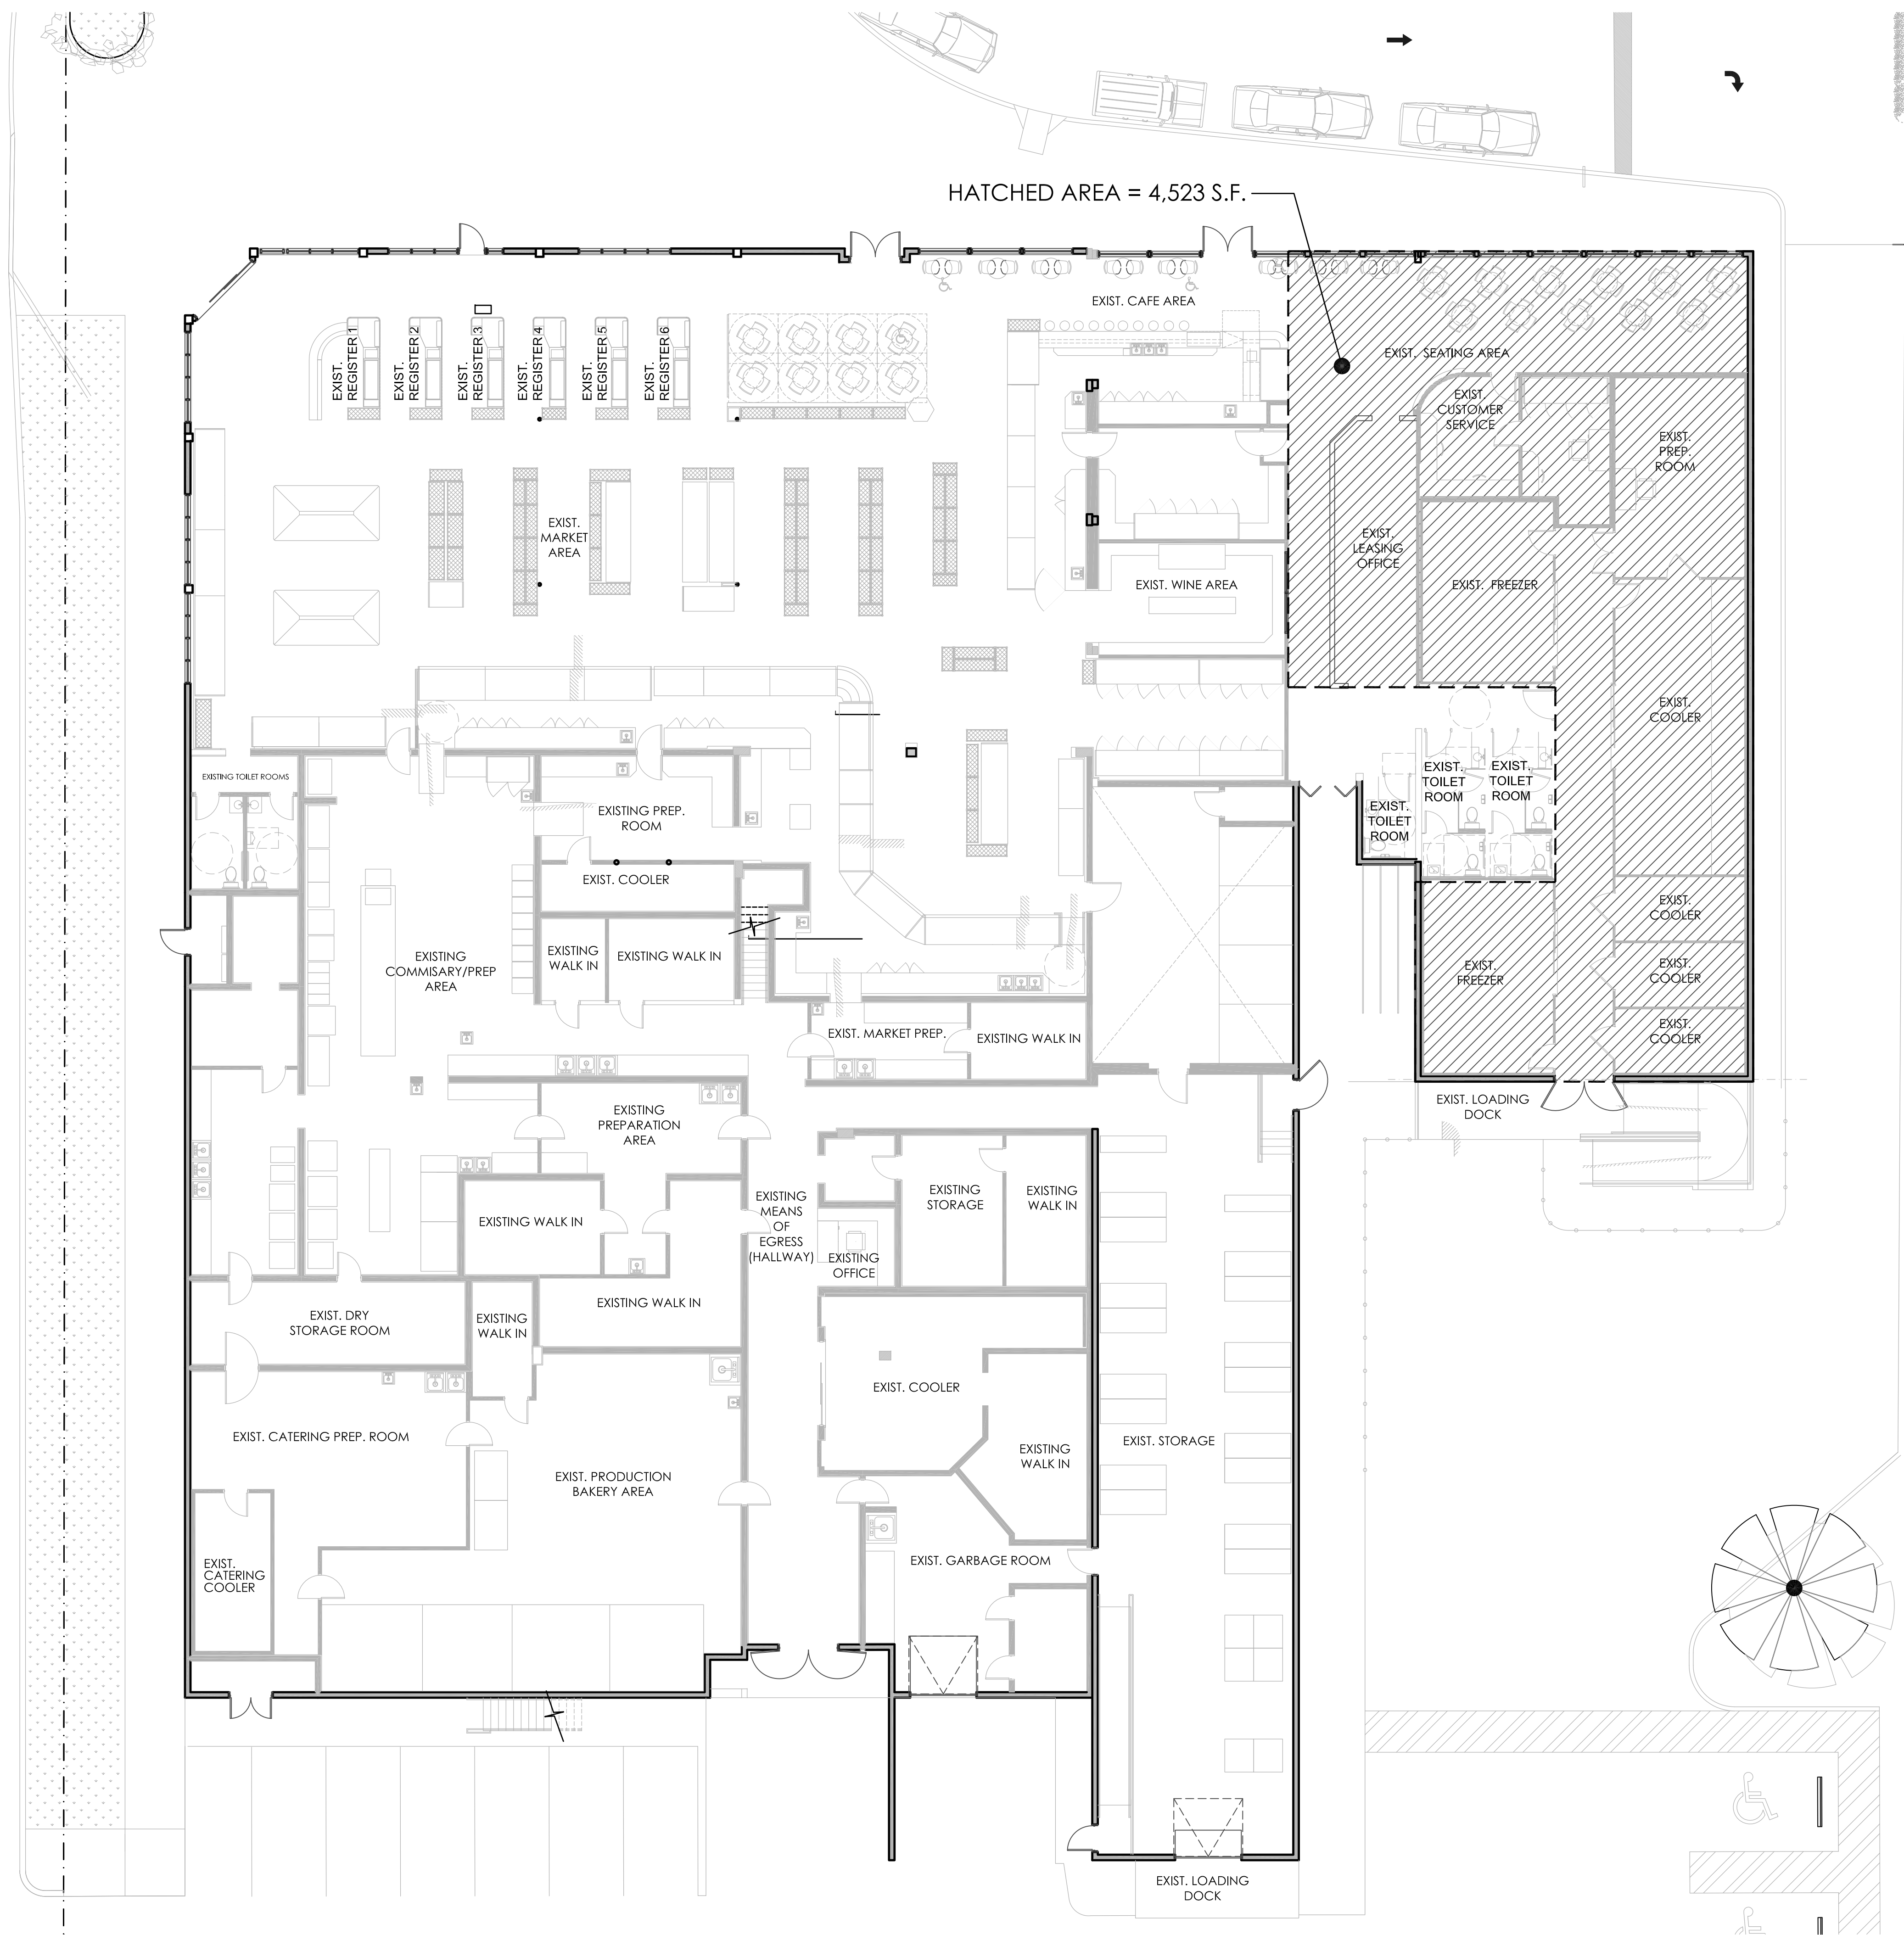 HATCHED AREA = 4,523 S.F.
EXIST. CAFE AREA
EXIST.
REGISTER 1
EXIST.
REGISTER 2
EXIST.
REGISTER 3
EXIST.
REGISTER 4
EXIST.
REGISTER 5
EXIST.
REGISTER 6
EXIST. SEATING AREA
EXIST.
CUSTOMER
SERVICE
EXIST.
PREP.
ROOM
EXIST.
MARKET
AREA
EXIST.
LEASING
OFFICE
EXIST. WINE AREA
EXIST. FREEZER
EXIST.
COOLER
EXISTING TOILET ROOMS
EXIST.
TOILET
ROOM
EXIST.
TOILET
ROOM
EXIST.
TOILET
ROOM
EXISTING PREP.
ROOM
EXIST. COOLER
EXISTING
COMMISARY/PREP
AREA
EXISTING
WALK IN
EXISTING WALK IN
EXIST.
COOLER
EXIST.
FREEZER
EXIST.
COOLER
EXIST.
COOLER
EXIST. MARKET PREP.
EXISTING WALK IN
EXIST. LOADING
DOCK
EXISTING
PREPARATION
AREA
EXISTING WALK IN
EXISTING
MEANS
OF
EGRESS
(HALLWAY)
EXISTING
STORAGE
EXISTING
WALK IN
EXISTING
OFFICE
EXIST. DRY
STORAGE ROOM
EXISTING
WALK IN
EXISTING WALK IN
EXIST. COOLER
EXIST. CATERING PREP. ROOM
EXIST. PRODUCTION
BAKERY AREA
EXISTING
WALK IN
EXIST. STORAGE
EXIST.
CATERING
COOLER
EXIST. GARBAGE ROOM
EXIST. LOADING
DOCK